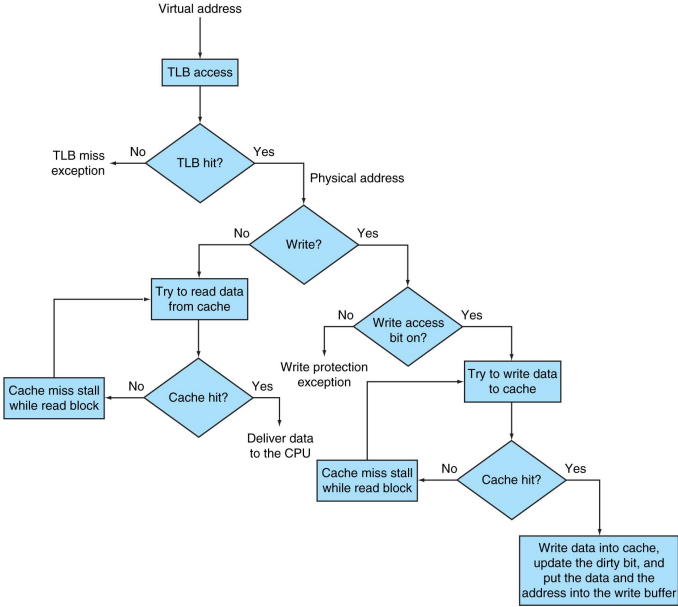 Virtual address
TLB access
No
Yes
TLB miss
exception
TLB hit?
Physical address
No
Yes
Write?
Try to read data
from cache
No
Yes
Write access
bit on?
Write protection
exception
Try to write data
to cache
Cache miss stall
while read block
No
Yes
Cache hit?
Deliver data
to the CPU
Cache miss stall
while read block
No
Yes
Cache hit?
Write data into cache,
update the dirty bit, and
put the data and the
address into the write buffer